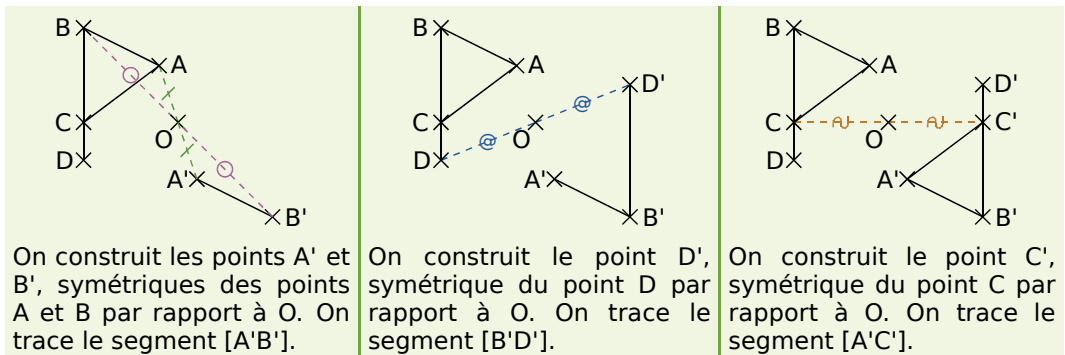 B
A
C
O
D
A'
B'
On construit les points A' et
B', symétriques des points
A et B par rapport à O. On
trace le segment [A'B'].
B
A
D'
@
C
O
@
D
A'
B'
On construit le point D',
symétrique du point D par
rapport à O. On trace le
segment [B'D'].
B
A
D'
C
C'
O
D
A'
B'
On construit le point C',
symétrique du point C par
rapport à O. On trace le
segment [A'C'].